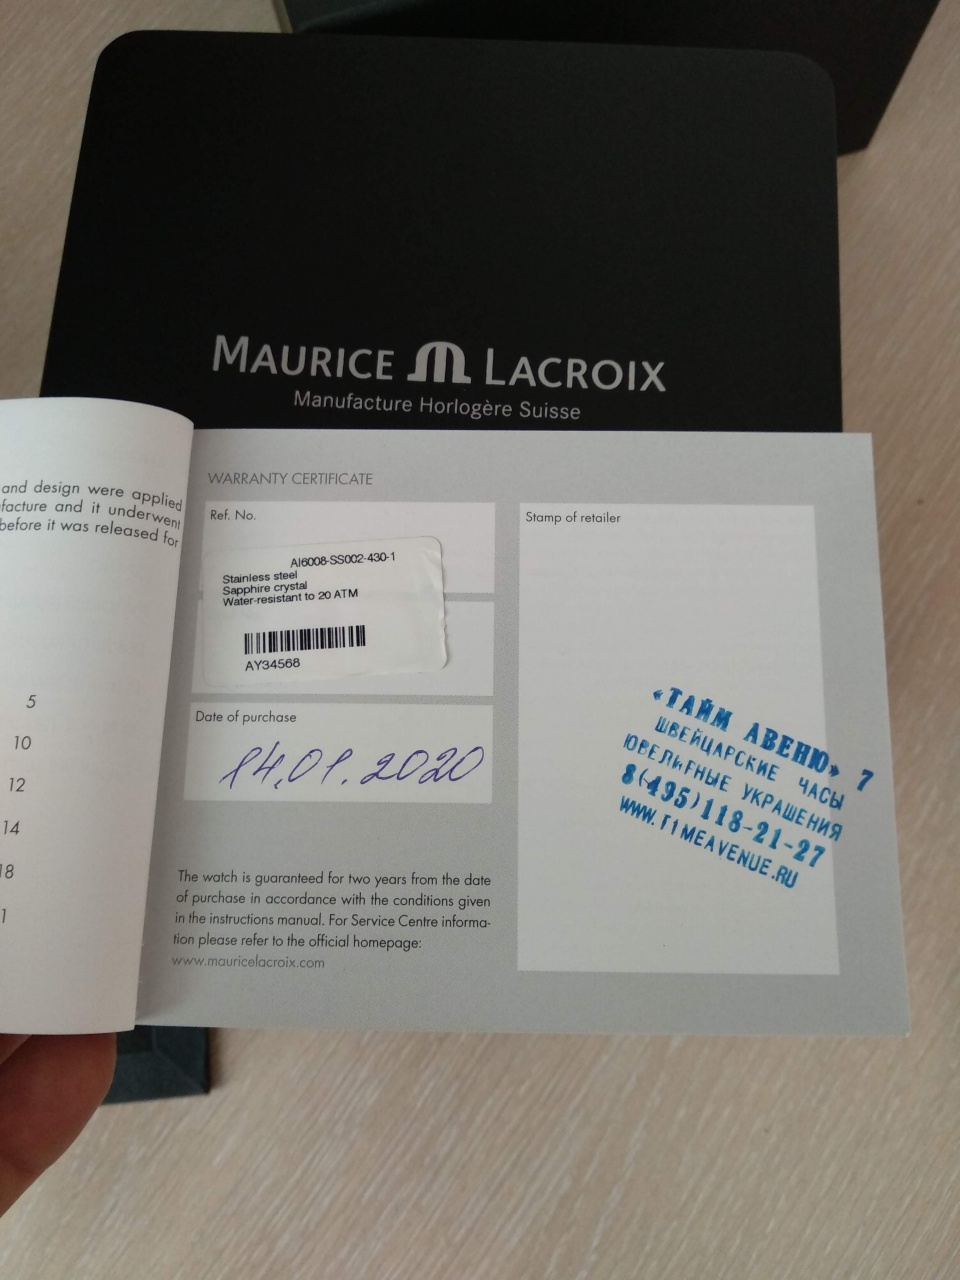 MAURICE LACROIX
Manufacture Horlogère Suisse
and design were applied
facture and it underwent
before it was released for
5
10
12
14
18
1
WARRANTY CERTIFICATE
Ref. No.
AI6008-SS002-430-1
Stainless steel
Sapphire crystal
Water-resistant to 20 ATM
AY34568
Date of purchase
14.01.2020
The watch is guaranteed for two years from the date
of purchase in accordance with the conditions given
in the instructions manual. For Service Centre informa-
tion please refer to the official homepage:
www.mauricelacroix.com
Stamp of retailer
«ТАЙМ АВЕНЮ» 7
ШВЕЙЦАРСКИЕ ЧАСЫ
ЮВЕЛИРНЫЕ УКРАШЕНИЯ
8(495)118-21-27
WWW.T1MEAVENUE.RU